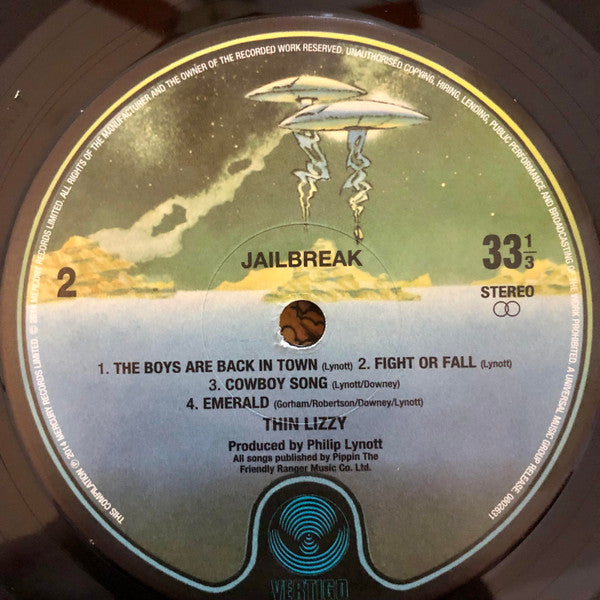 THIS COMPILATION ℗ 2014 MERCURY RECORDS LIMITED. © MERCURY RECORDS LIMITED. ALL RIGHTS OF THE MANUFACTURER AND THE OWNER OF THE RECORDED WORK RESERVED. UNAUTHORISED COPYING, HIRING, LENDING, PUBLIC PERFORMANCE AND BROADCASTING OF THE WORK PROHIBITED. A UNIVERSAL MUSIC GROUP RELEASE. 0802631
JAILBREAK
2
33 1/3
STEREO
1. THE BOYS ARE BACK IN TOWN (Lynott) 2. FIGHT OR FALL (Lynott)
3. COWBOY SONG (Lynott/Downey)
4. EMERALD (Gorham/Robertson/Downey/Lynott)
THIN LIZZY
Produced by Philip Lynott
All songs published by Pippin The
Friendly Ranger Music Co. Ltd.
VERTIGO